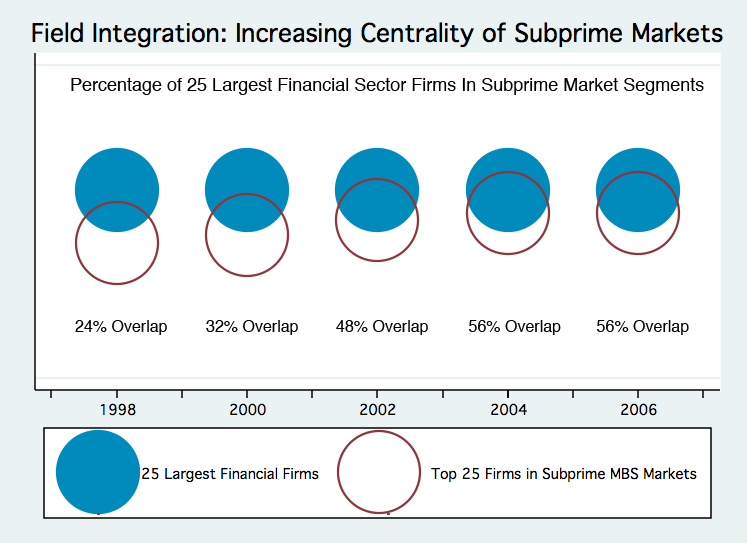 Field Integration: Increasing Centrality of Subprime Markets
Percentage of 25 Largest Financial Sector Firms In Subprime Market Segments
24% Overlap 32% Overlap 48% Overlap 56% Overlap 56% Overlap
1998 2000 2002 2004 2006
25 Largest Financial Firms Top 25 Firms in Subprime MBS Markets